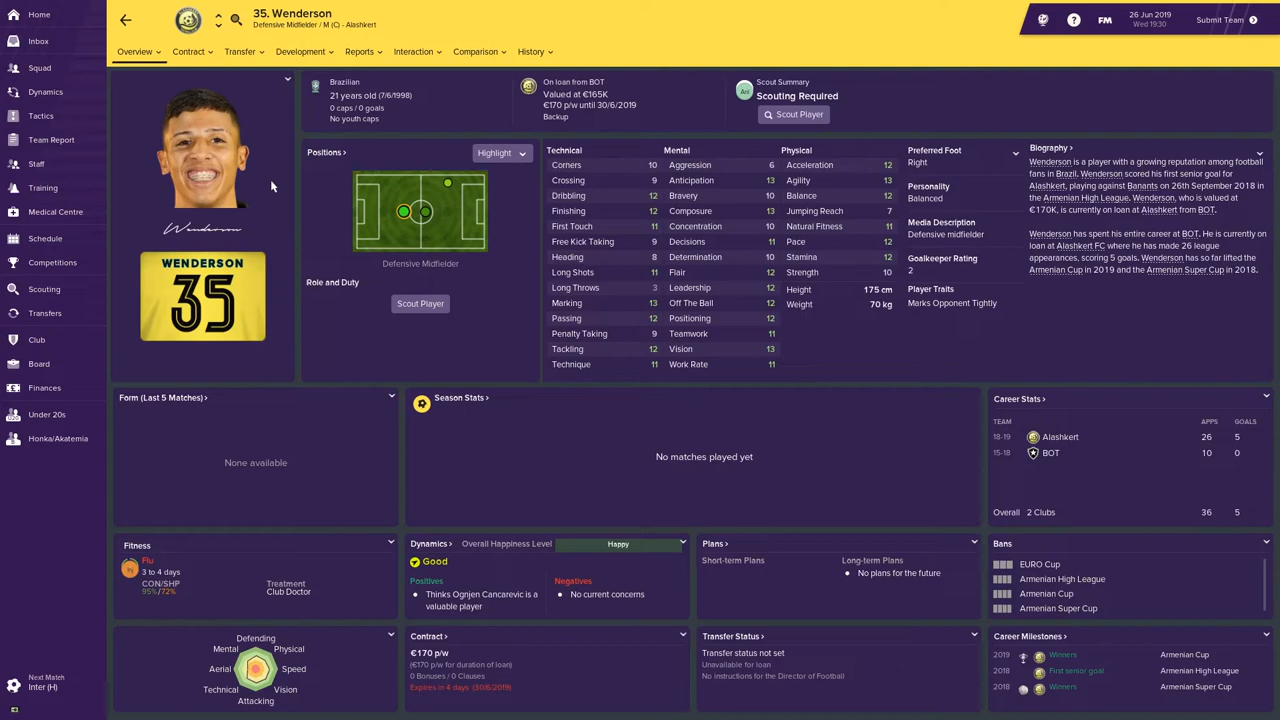 Home
Inbox
Squad
Dynamics
Tactics
Team Report
Staff
Training
Medical Centre
Schedule
Competitions
Scouting
Transfers
Club
Board
Finances
Under 20s
Honka/Akatemia
Next Match
Inter (H)
35. Wenderson
Defensive Midfielder / M (C) - Alashkert
FM
26 Jun 2019
Wed 19:30
Submit Team
Overview
Contract
Transfer
Development
Reports
Interaction
Comparison
History
Wenderson
WENDERSON
35
Brazilian
21 years old (7/6/1998)
0 caps / 0 goals
No youth caps
On loan from BOT
Valued at €165K
€170 p/w until 30/6/2019
Backup
Scout Summary
Scouting Required
Scout Player
Positions
Highlight
Defensive Midfielder
Role and Duty
Scout Player
Technical
Corners 10
Crossing 9
Dribbling 12
Finishing 12
First Touch 11
Free Kick Taking 9
Heading 8
Long Shots 11
Long Throws 3
Marking 13
Passing 12
Penalty Taking 9
Tackling 12
Technique 11
Mental
Aggression 6
Anticipation 13
Bravery 10
Composure 13
Concentration 10
Decisions 11
Determination 10
Flair 12
Leadership 12
Off The Ball 12
Positioning 12
Teamwork 11
Vision 13
Work Rate 11
Physical
Acceleration 12
Agility 13
Balance 12
Jumping Reach 7
Natural Fitness 11
Pace 12
Stamina 12
Strength 10
Height 175 cm
Weight 70 kg
Preferred Foot
Right
Personality
Balanced
Media Description
Defensive midfielder
Goalkeeper Rating
2
Player Traits
Marks Opponent Tightly
Biography
Wenderson is a player with a growing reputation among football
fans in Brazil. Wenderson scored his first senior goal for
Alashkert, playing against Banants on 26th September 2018 in
the Armenian High League. Wenderson, who is valued at
€170K, is currently on loan at Alashkert from BOT.
Wenderson has spent his entire career at BOT. He is currently on
loan at Alashkert FC where he has made 26 league
appearances, scoring 5 goals. Wenderson has so far lifted the
Armenian Cup in 2019 and the Armenian Super Cup in 2018.
Form (Last 5 Matches)
None available
Season Stats
No matches played yet
Career Stats
TEAM APPS GOALS
18-19 Alashkert 26 5
15-18 BOT 10 0
Overall 2 Clubs 36 5
Fitness
Inj
Flu
3 to 4 days
CON/SHP
95%/72%
Treatment
Club Doctor
Dynamics
Overall Happiness Level
Happy
Good
Positives
Thinks Ognjen Cancarevic is a
valuable player
Negatives
No current concerns
Plans
Short-term Plans
Long-term Plans
No plans for the future
Bans
EURO Cup
Armenian High League
Armenian Cup
Armenian Super Cup
Defending
Mental Physical
Aerial Speed
Technical Vision
Attacking
Contract
€170 p/w
(€170 p/w for duration of loan)
0 Bonuses / 0 Clauses
Expires in 4 days (30/6/2019)
Transfer Status
Transfer status not set
Unavailable for loan
No instructions for the Director of Football
Career Milestones
2019 Winners Armenian Cup
2018 First senior goal Armenian High League
2018 Winners Armenian Super Cup